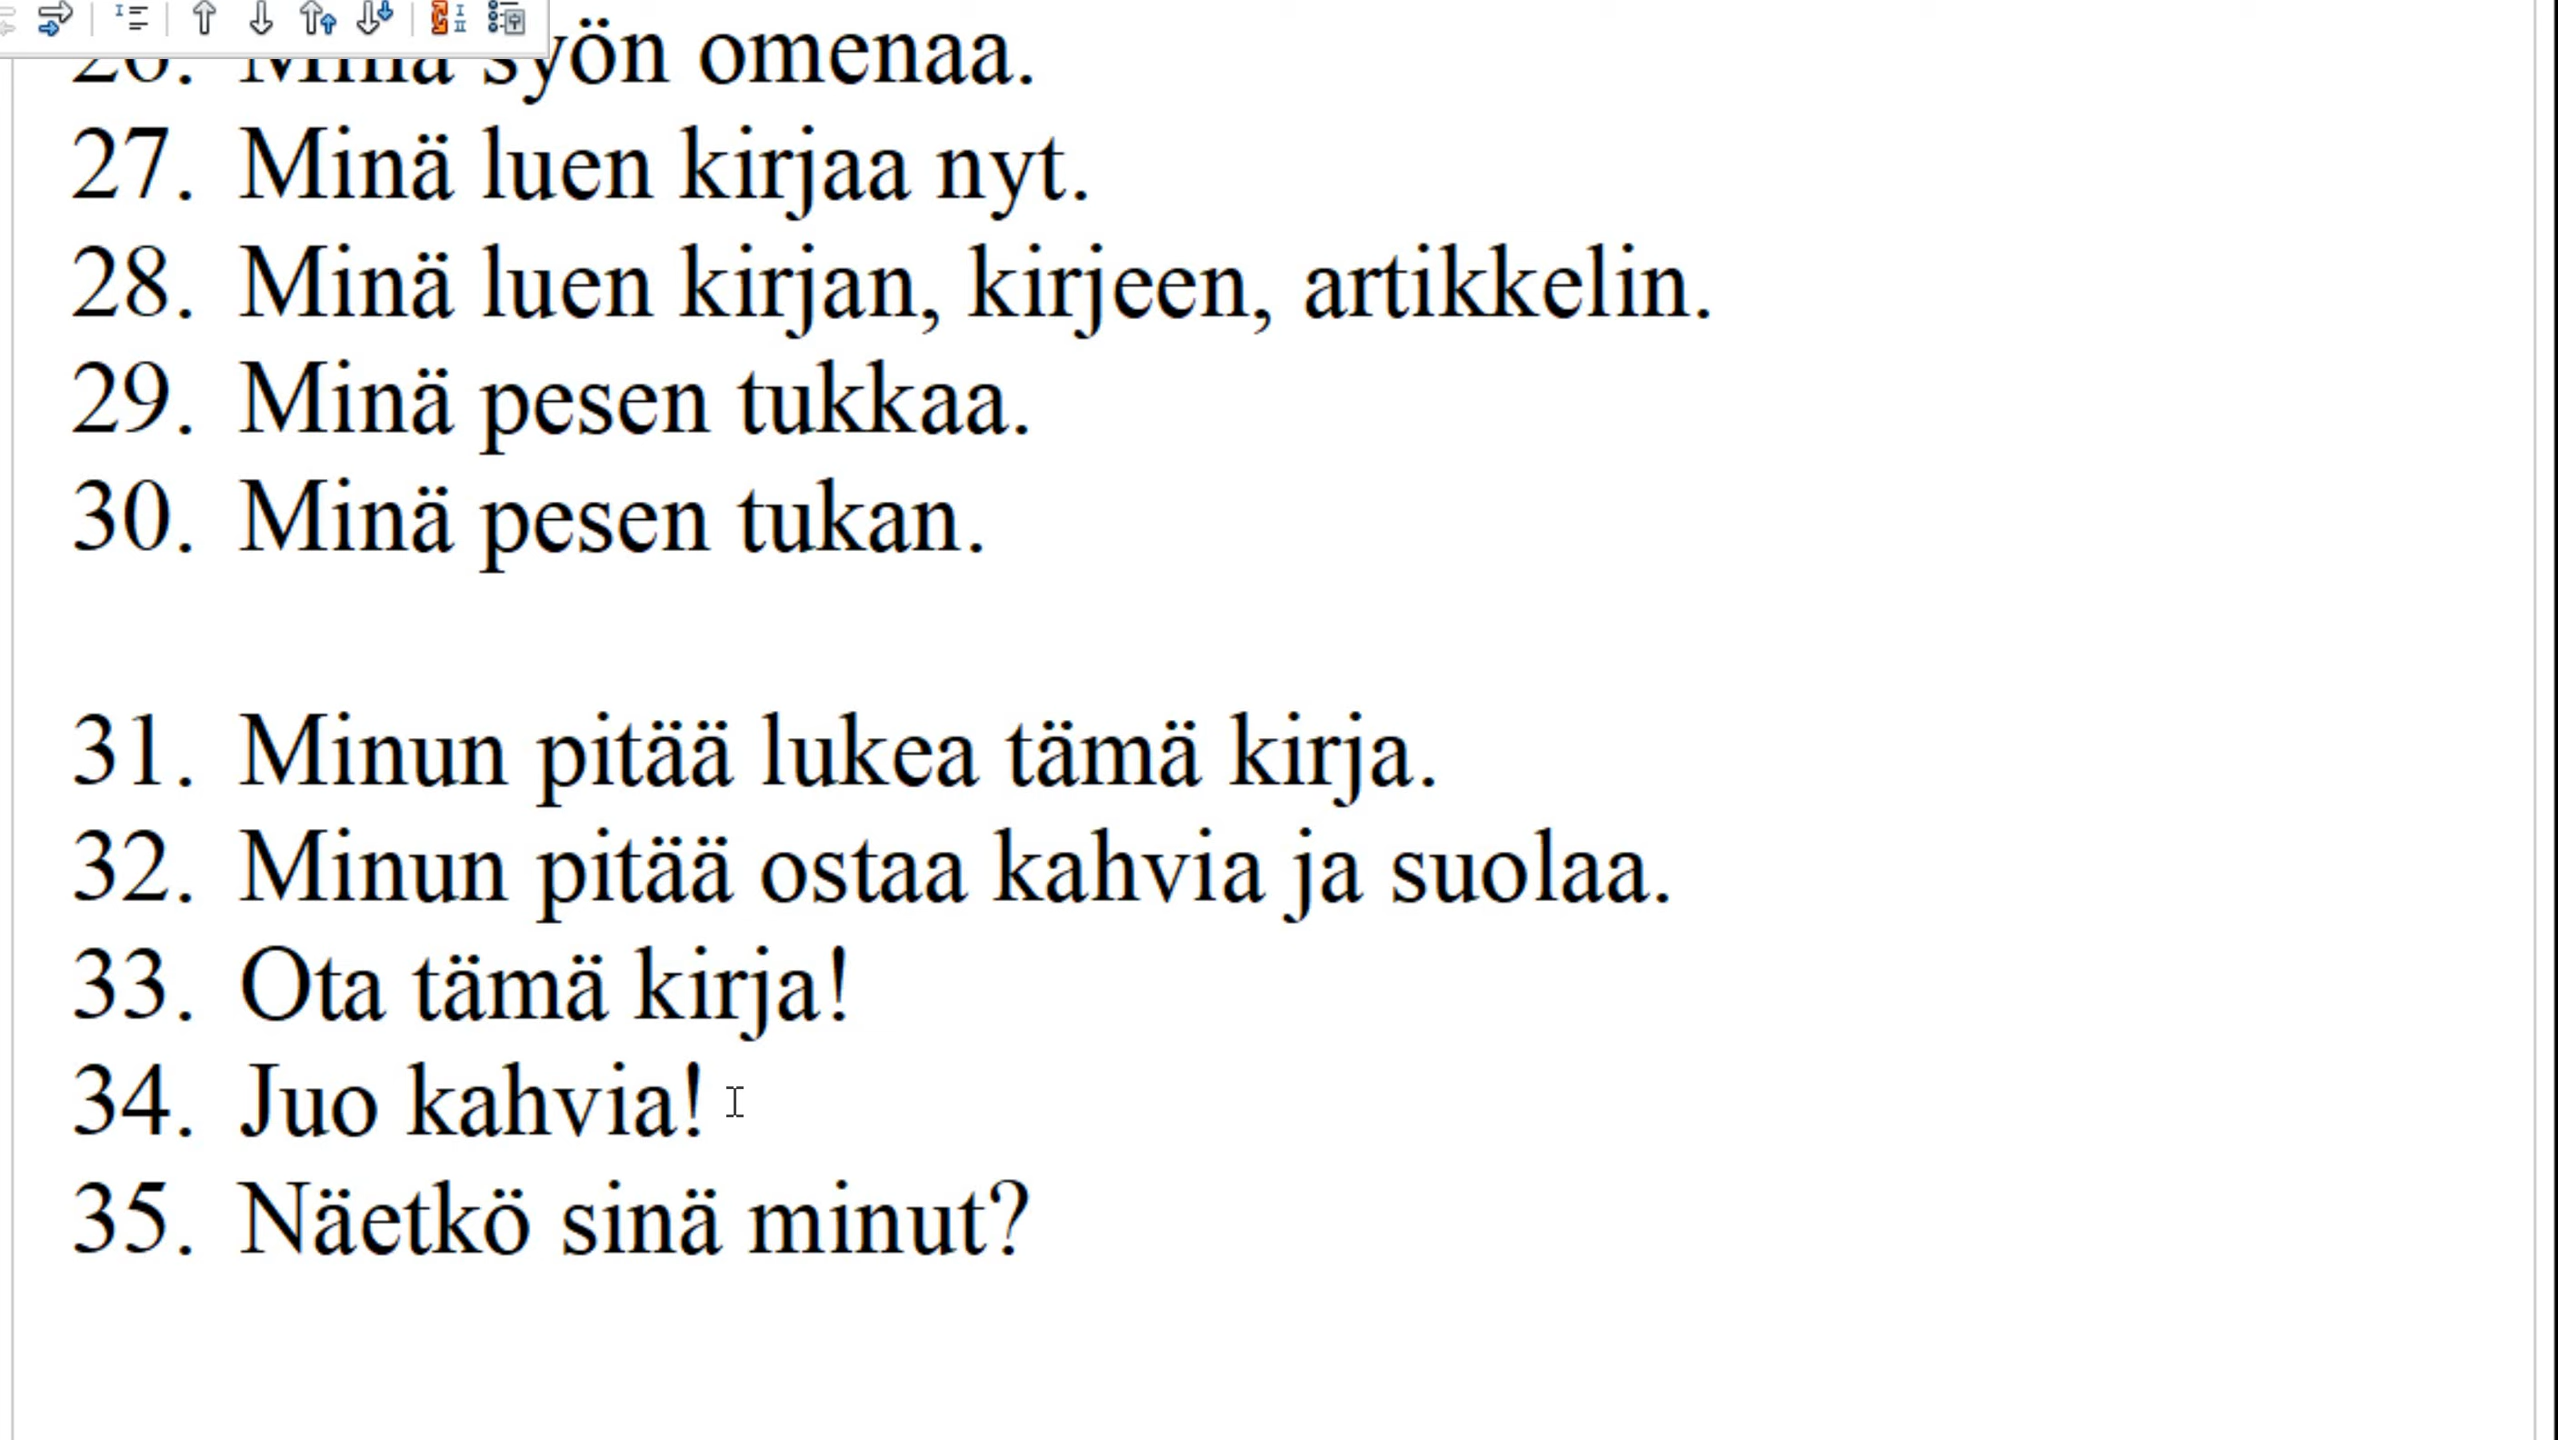 26. Minä syön omenaa.
27. Minä luen kirjaa nyt.
28. Minä luen kirjan, kirjeen, artikkelin.
29. Minä pesen tukkaa.
30. Minä pesen tukan.
31. Minun pitää lukea tämä kirja.
32. Minun pitää ostaa kahvia ja suolaa.
33. Ota tämä kirja!
34. Juo kahvia!
35. Näetkö sinä minut?